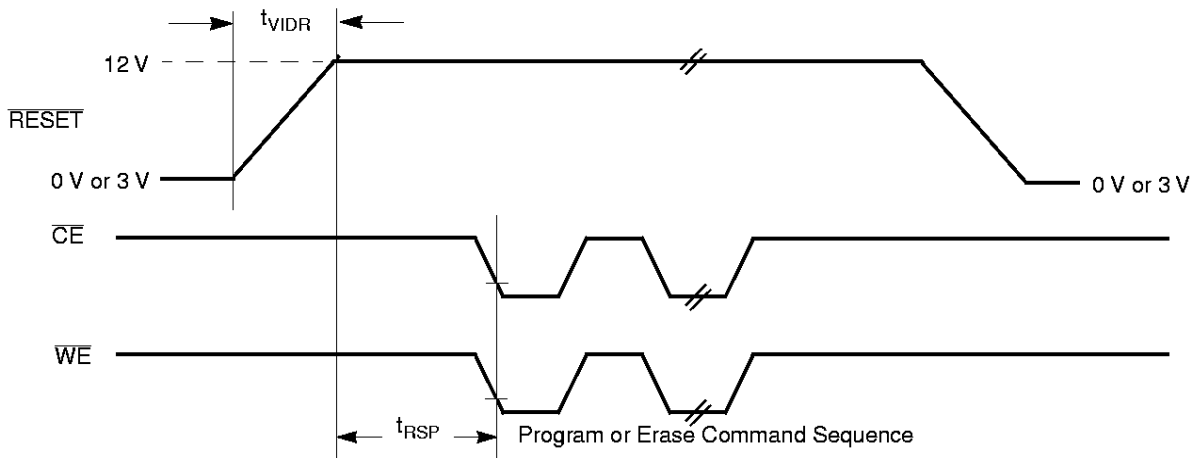 tVIDR
12 V
RESET
0 V or 3 V
0 V or 3 V
CE
WE
tRSP
Program or Erase Command Sequence